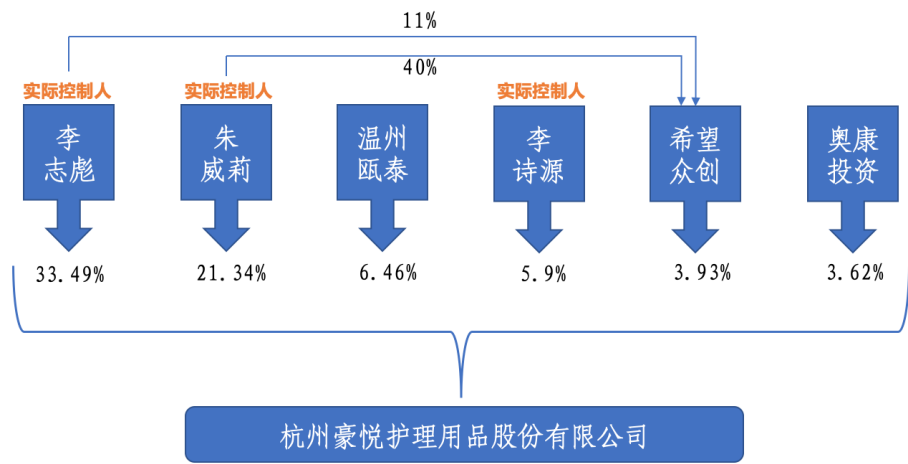 11%
40%
实际控制人
实际控制人
实际控制人
李
志彪
朱
威莉
温州
瓯泰
李
诗源
希望
众创
奥康
投资
33.49%
21.34%
6.46%
5.9%
3.93%
3.62%
杭州豪悦护理用品股份有限公司